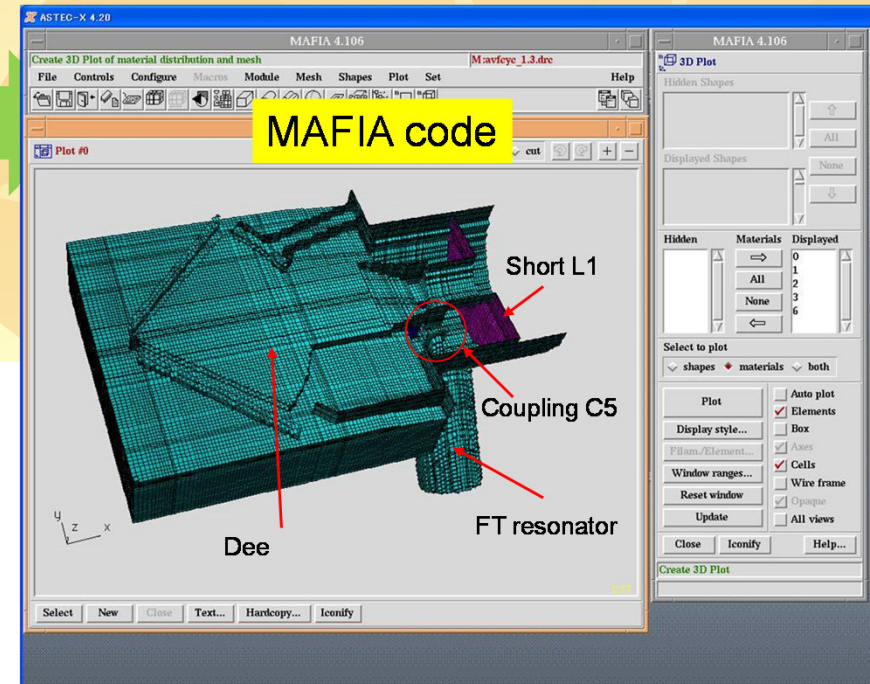 ASTEC-X 4.20
MAFIA 4.106
Create 3D Plot of material distribution and mesh
M:avfcyc_1.3.drc
File Controls Configure Macros Module Mesh Shapes Plot Set Help
MAFIA code
Plot #0
cut
+ −
Short L1
Coupling C5
FT resonator
Dee
y
z
x
Select New Close Text... Hardcopy... Iconify
MAFIA 4.106
3D Plot
Hidden Shapes
All
Displayed Shapes
None
Hidden Materials Displayed
0
1
All
2
3
None
6
Select to plot
shapes materials both
Plot
Auto plot
Elements
Display style...
Box
Filam./Element...
Axes
Window ranges...
Cells
Reset window
Wire frame
Opaque
Update
All views
Close Iconify Help...
Create 3D Plot